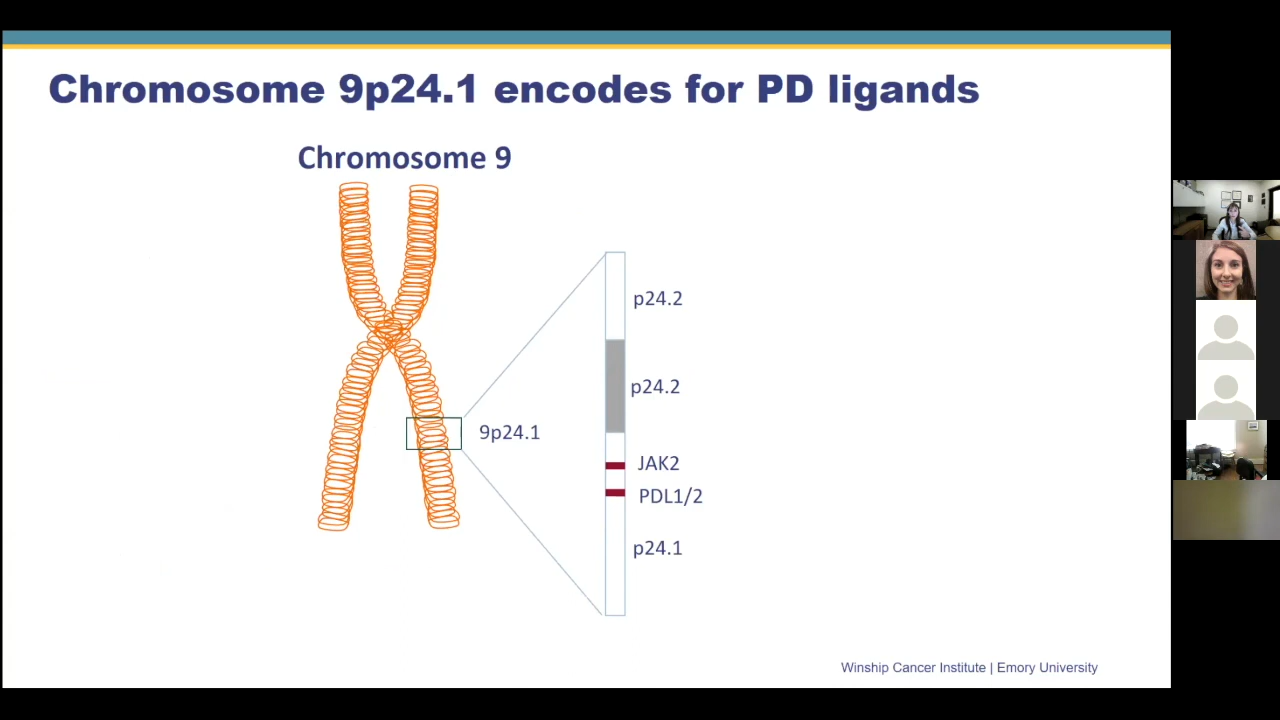 Chromosome 9p24.1 encodes for PD ligands
Chromosome 9
p24.2
p24.2
9p24.1
JAK2
PDL1/2
p24.1
Winship Cancer Institute | Emory University